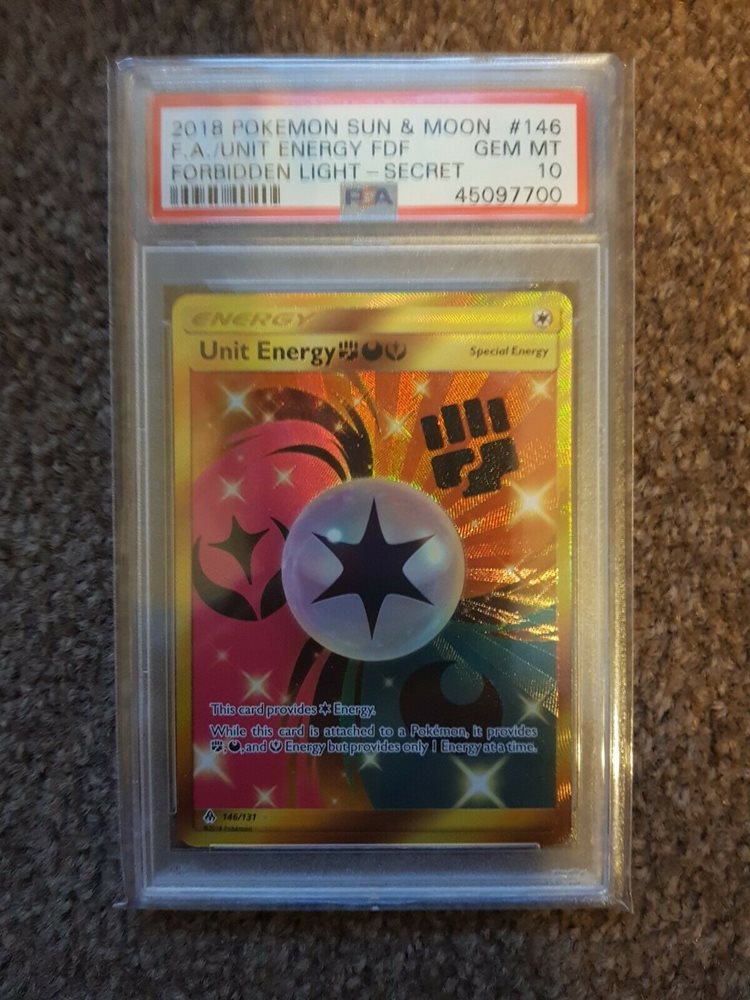 2018 POKEMON SUN & MOON #146
F.A./UNIT ENERGY FDF GEM MT
FORBIDDEN LIGHT - SECRET 10
PSA 45097700
ENERGY
Unit Energy
Special Energy
This card provides Energy.
While this card is attached to a Pokémon, it provides
, , and Energy but provides only 1 Energy at a time.
146/131
©2018 Pokémon